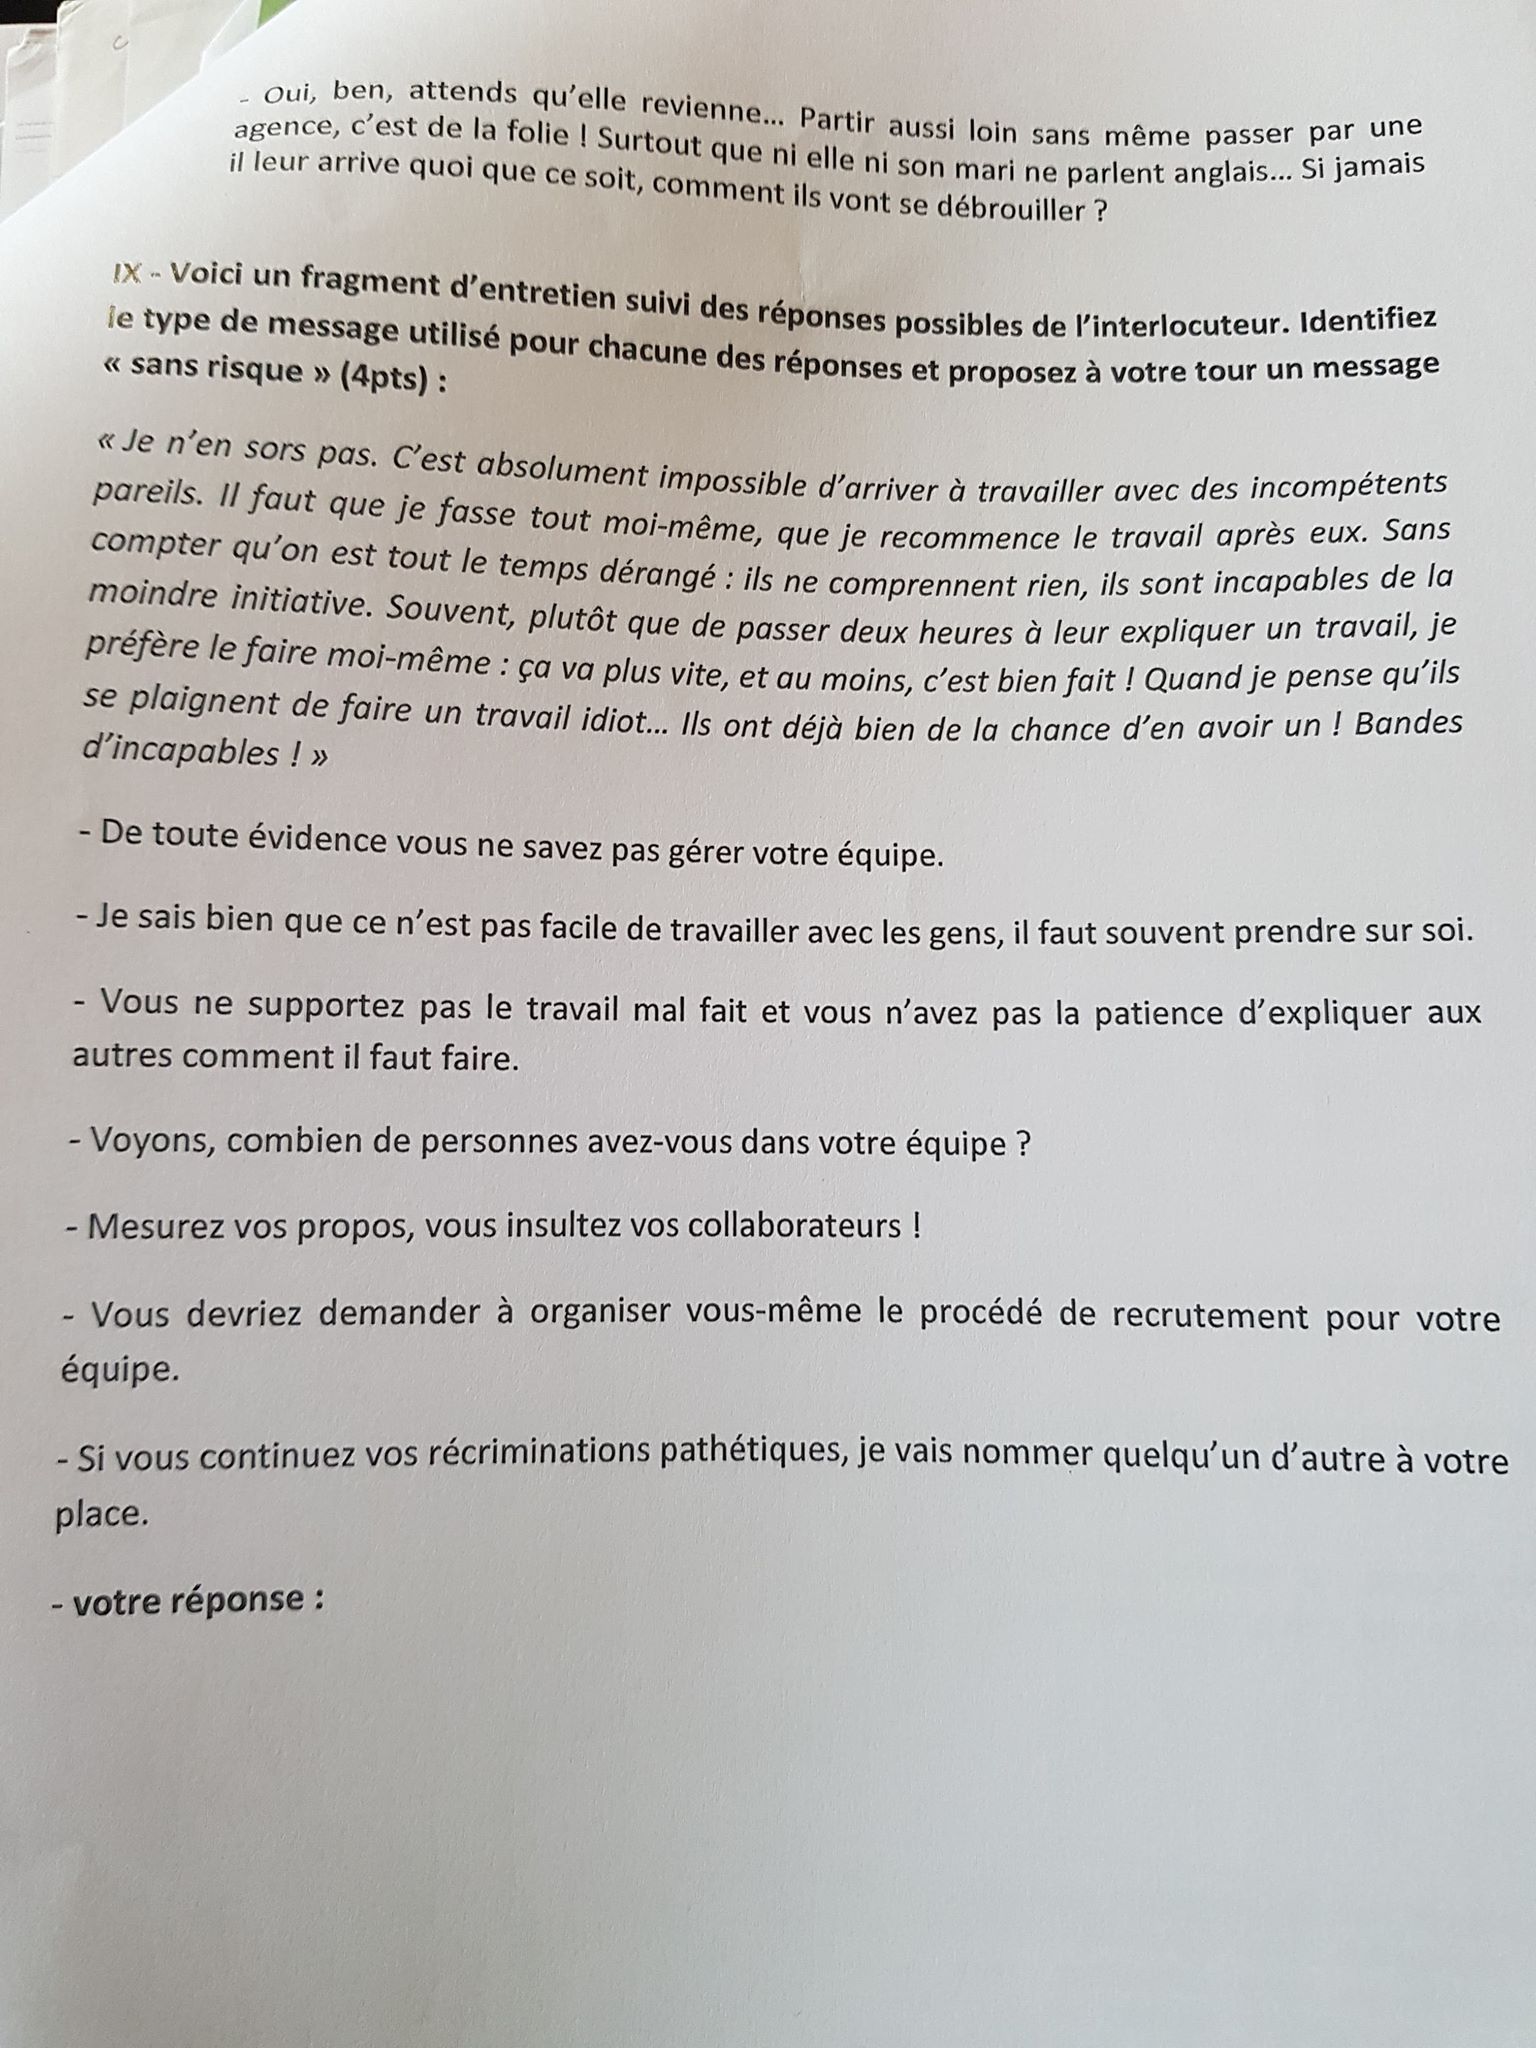 - Oui, ben, attends qu'elle revienne... Partir aussi loin sans même passer par une
agence, c'est de la folie ! Surtout que ni elle ni son mari ne parlent anglais... Si jamais
il leur arrive quoi que ce soit, comment ils vont se débrouiller ?
IX - Voici un fragment d'entretien suivi des réponses possibles de l'interlocuteur. Identifiez
le type de message utilisé pour chacune des réponses et proposez à votre tour un message
« sans risque » (4pts) :
« Je n'en sors pas. C'est absolument impossible d'arriver à travailler avec des incompétents
pareils. Il faut que je fasse tout moi-même, que je recommence le travail après eux. Sans
compter qu'on est tout le temps dérangé : ils ne comprennent rien, ils sont incapables de la
moindre initiative. Souvent, plutôt que de passer deux heures à leur expliquer un travail, je
préfère le faire moi-même : ça va plus vite, et au moins, c'est bien fait ! Quand je pense qu'ils
se plaignent de faire un travail idiot... Ils ont déjà bien de la chance d'en avoir un ! Bandes
d'incapables ! »
- De toute évidence vous ne savez pas gérer votre équipe.
- Je sais bien que ce n'est pas facile de travailler avec les gens, il faut souvent prendre sur soi.
- Vous ne supportez pas le travail mal fait et vous n'avez pas la patience d'expliquer aux
autres comment il faut faire.
- Voyons, combien de personnes avez-vous dans votre équipe ?
- Mesurez vos propos, vous insultez vos collaborateurs !
- Vous devriez demander à organiser vous-même le procédé de recrutement pour votre
équipe.
- Si vous continuez vos récriminations pathétiques, je vais nommer quelqu'un d'autre à votre
place.
- votre réponse :